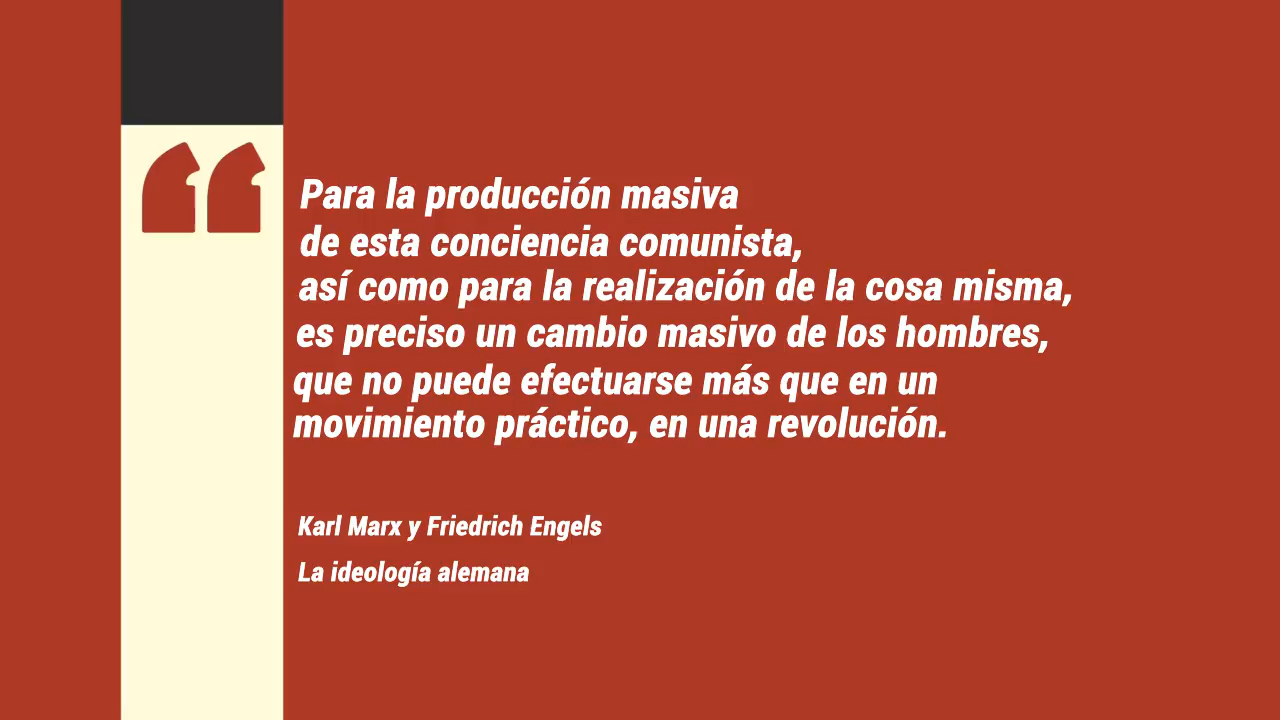 Para la producción masiva
de esta conciencia comunista,
así como para la realización de la cosa misma,
es preciso un cambio masivo de los hombres,
que no puede efectuarse más que en un
movimiento práctico, en una revolución.
Karl Marx y Friedrich Engels
La ideología alemana